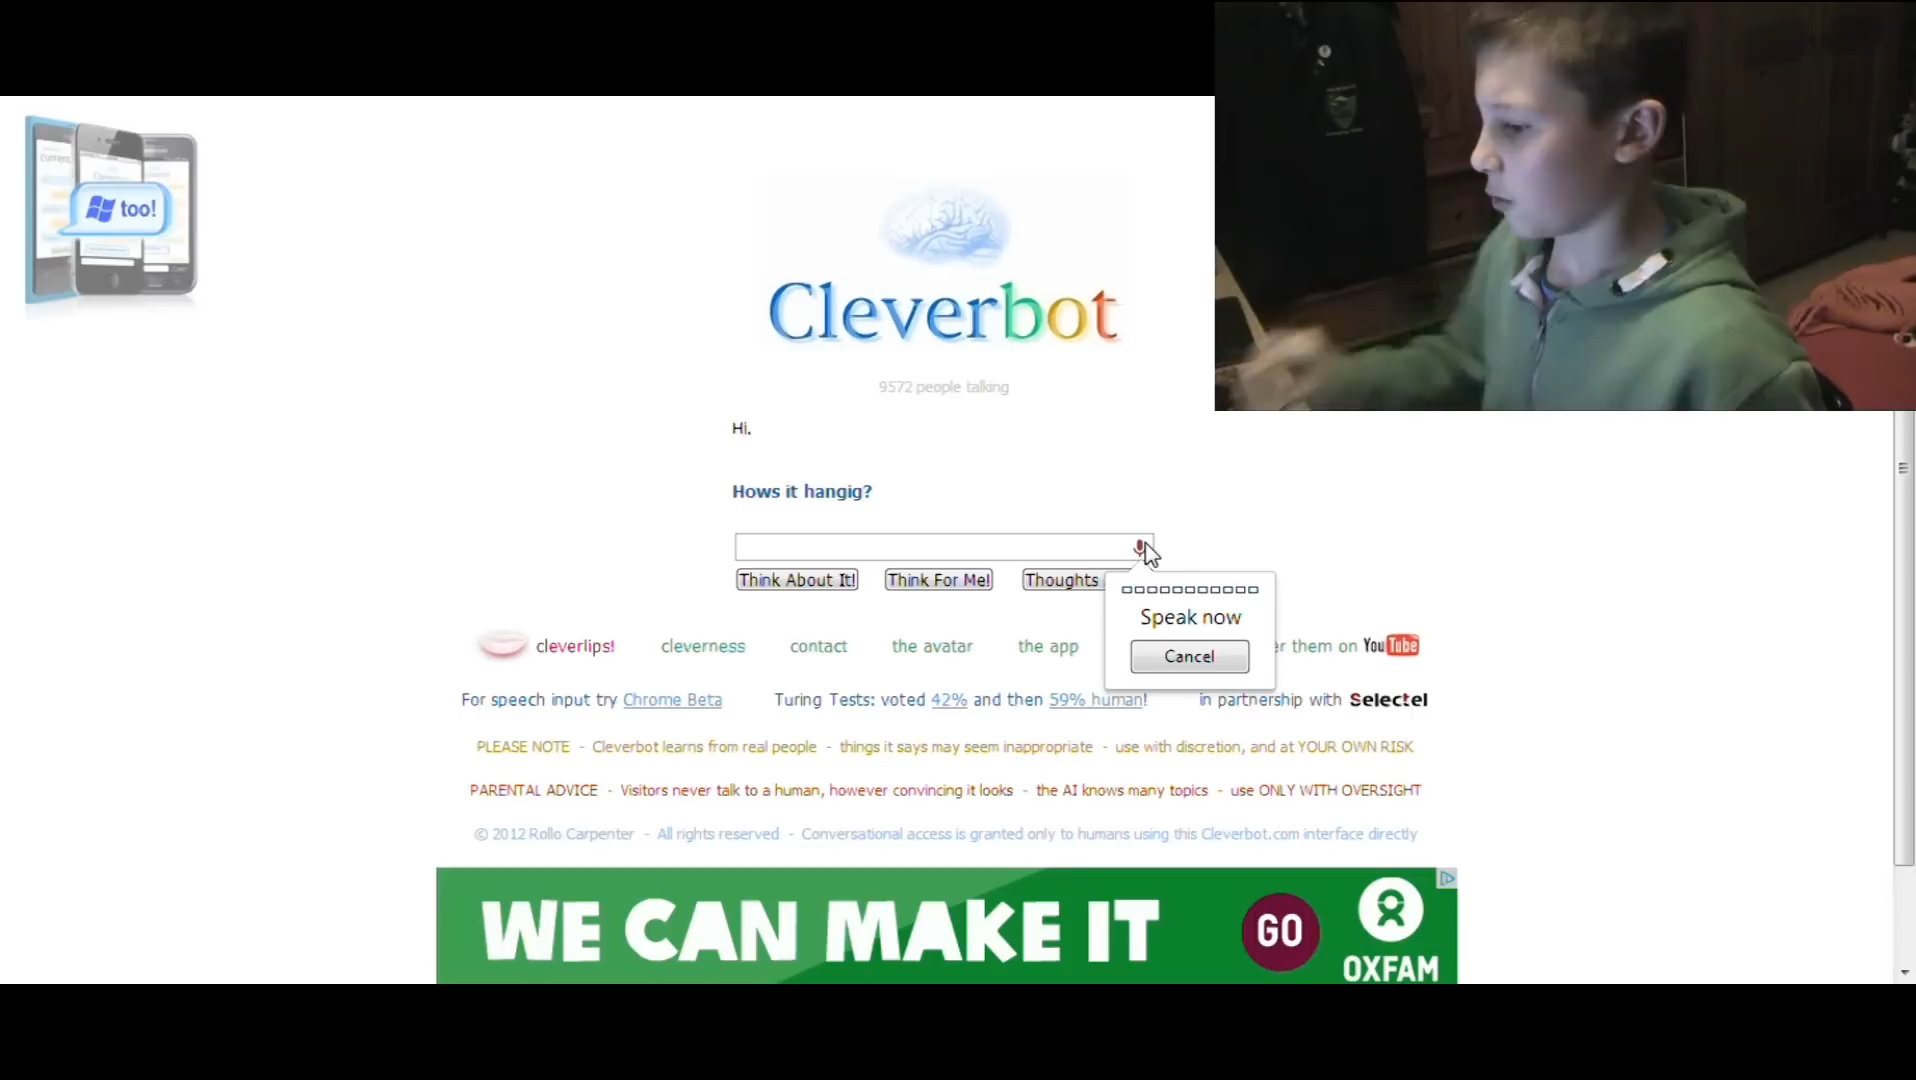 too!
Cleverbot
9572 people talking
Hi.
Hows it hangig?
Think About It! Think For Me! Thoughts
Speak now
Cancel
cleverlips! cleverness contact the avatar the app er them on YouTube
For speech input try Chrome Beta Turing Tests: voted 42% and then 59% human! in partnership with Selectel
PLEASE NOTE - Cleverbot learns from real people - things it says may seem inappropriate - use with discretion, and at YOUR OWN RISK
PARENTAL ADVICE - Visitors never talk to a human, however convincing it looks - the AI knows many topics - use ONLY WITH OVERSIGHT
© 2012 Rollo Carpenter - All rights reserved - Conversational access is granted only to humans using this Cleverbot.com interface directly
WE CAN MAKE IT GO OXFAM